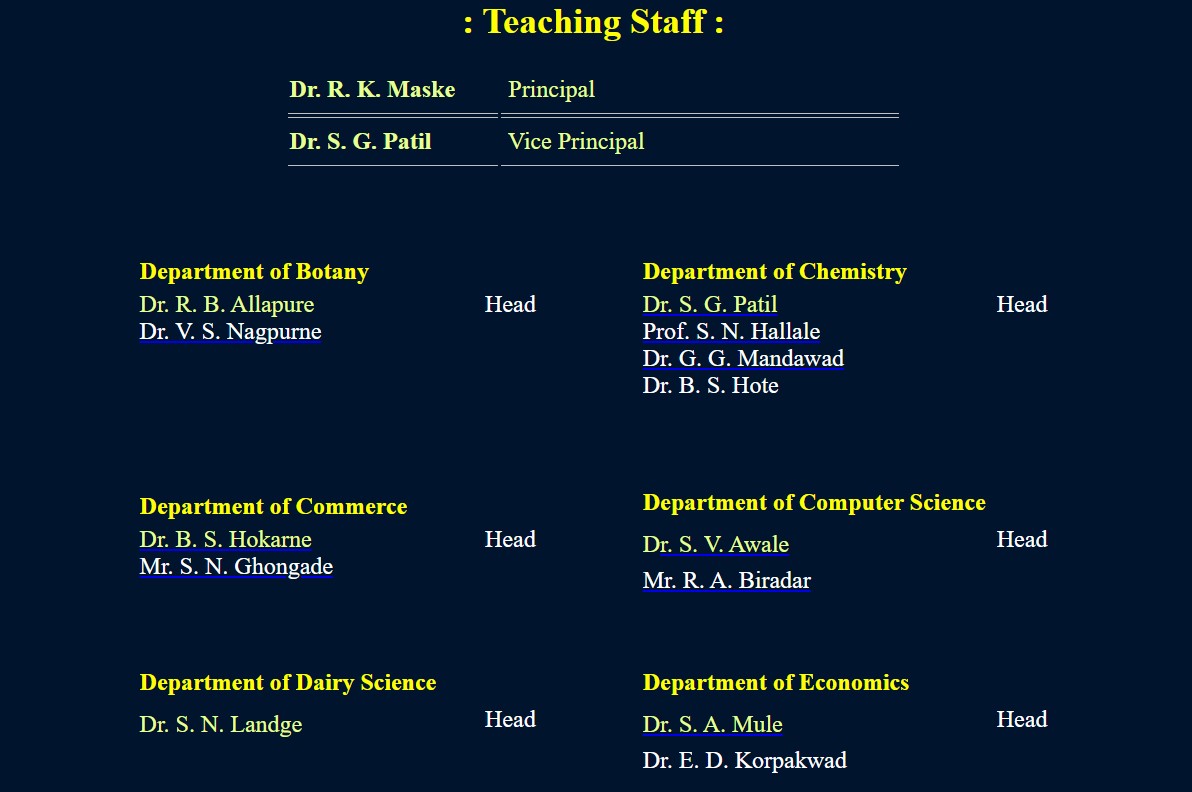 : Teaching Staff :
Dr. R. K. Maske Principal
Dr. S. G. Patil Vice Principal
Department of Botany
Dr. R. B. Allapure Head
Dr. V. S. Nagpurne
Department of Chemistry
Dr. S. G. Patil Head
Prof. S. N. Hallale
Dr. G. G. Mandawad
Dr. B. S. Hote
Department of Commerce
Dr. B. S. Hokarne Head
Mr. S. N. Ghongade
Department of Computer Science
Dr. S. V. Awale Head
Mr. R. A. Biradar
Department of Dairy Science
Dr. S. N. Landge Head
Department of Economics
Dr. S. A. Mule Head
Dr. E. D. Korpakwad